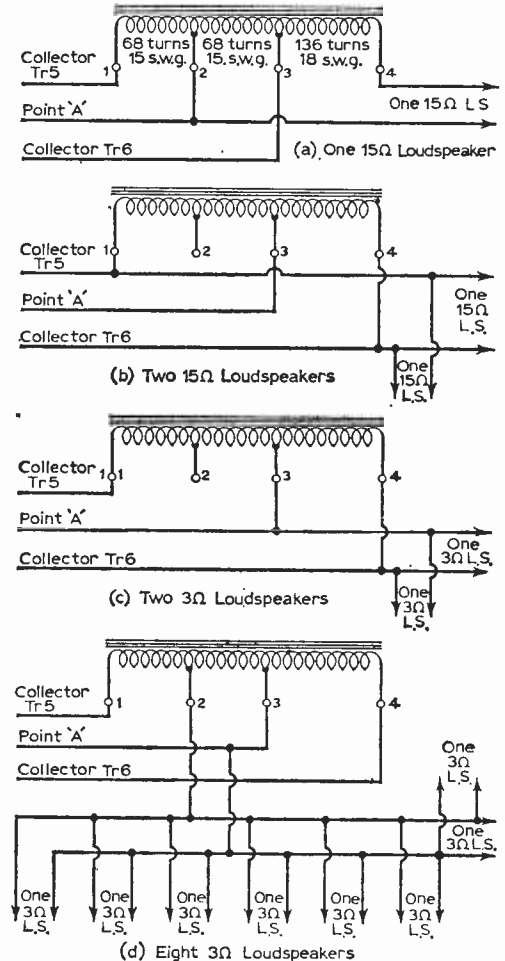 68 turns 68 turns 136 turns
15 s.w.g. 15 s.w.g. 18 s.w.g.
Collector
Tr5
1 2 3 4
One 15Ω L S
Point 'A'
Collector Tr6
(a) One 15Ω Loudspeaker
Collector
Tr5
1 2 3 4
Point 'A'
One
15Ω
L.S.
Collector Tr6
One
15Ω
L.S.
(b) Two 15Ω Loudspeakers
Collector
Tr5
1 1 2 3 4
Point 'A'
One
3Ω L.S.
Collector Tr6
One
3Ω
L.S.
(c) Two 3Ω Loudspeakers
Collector
Tr5
1 2 3 4
Point 'A'
Collector Tr6
One
3Ω
L.S.
One
3Ω L.S.
One One One One One One
3Ω 3Ω 3Ω 3Ω 3Ω 3Ω
L.S. L.S. L.S. L.S. L.S. L.S.
(d) Eight 3Ω Loudspeakers